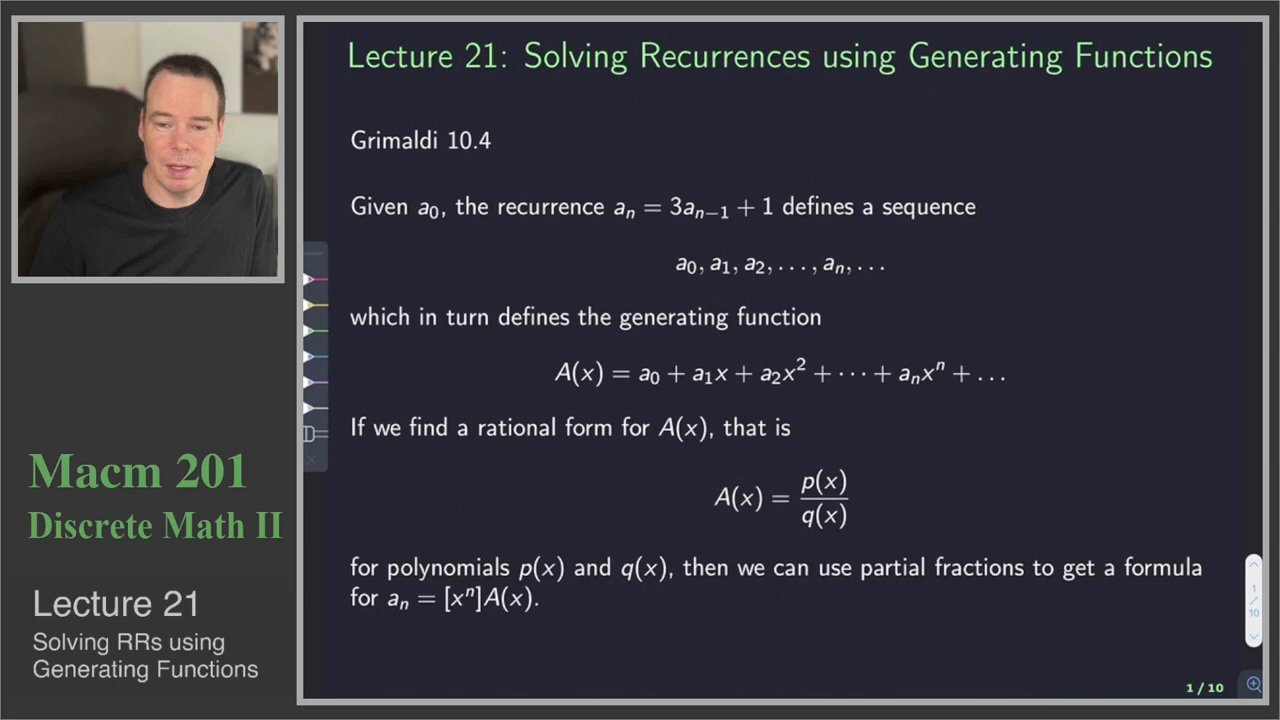 Lecture 21: Solving Recurrences using Generating Functions
Grimaldi 10.4
Given a₀, the recurrence aₙ = 3aₙ₋₁ + 1 defines a sequence
a₀, a₁, a₂, . . . , aₙ, . . .
which in turn defines the generating function
A(x) = a₀ + a₁x + a₂x² + · · · + aₙxⁿ + . . .
If we find a rational form for A(x), that is
A(x) = p(x)/q(x)
for polynomials p(x) and q(x), then we can use partial fractions to get a formula
for aₙ = [xⁿ]A(x).
1 / 10
1
/
10
Macm 201
Discrete Math II
Lecture 21
Solving RRs using
Generating Functions